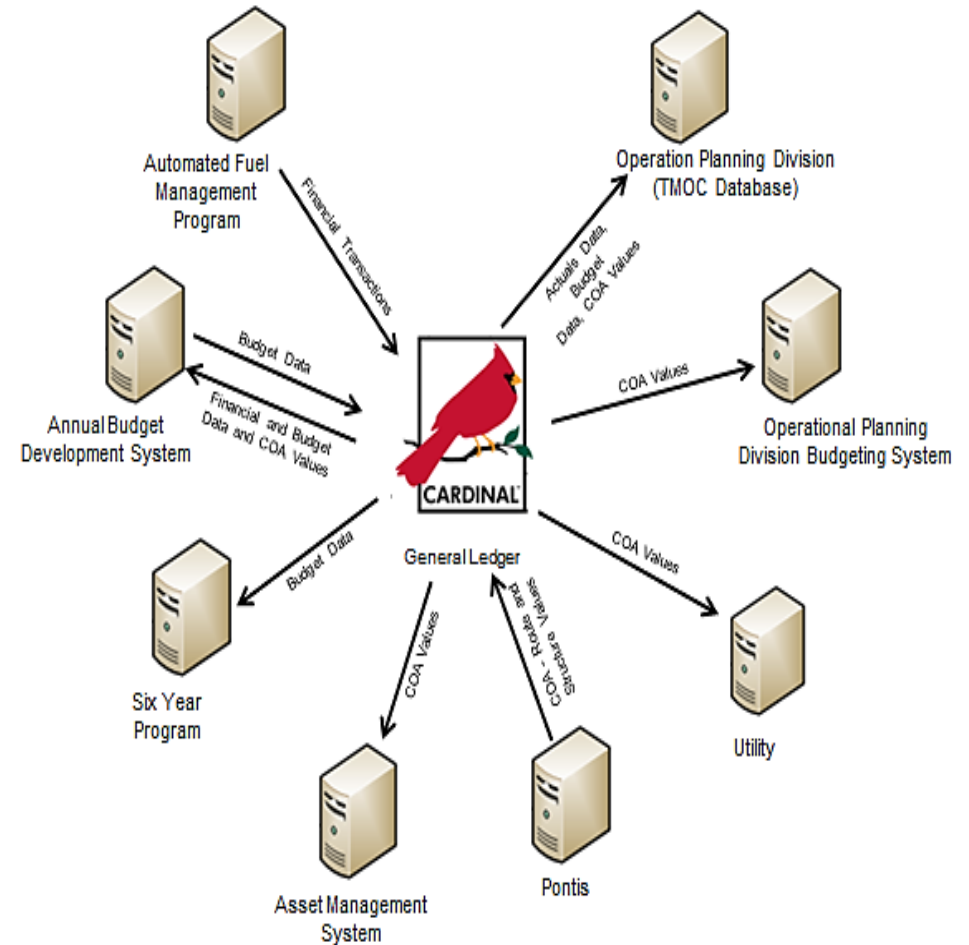 Automated Fuel
Management
Program
Operation Planning Division
(TMOC Database)
Financial Transactions
Actuals Data,
Budget
Data, COA Values
Annual Budget
Development System
Budget Data
Financial and Budget
Data and COA Values
COA Values
Operational Planning
Division Budgeting System
CARDINAL
General Ledger
Budget Data
Six Year
Program
COA Values
Asset Management
System
COA - Route and
Structure Values
Pontis
COA Values
Utility